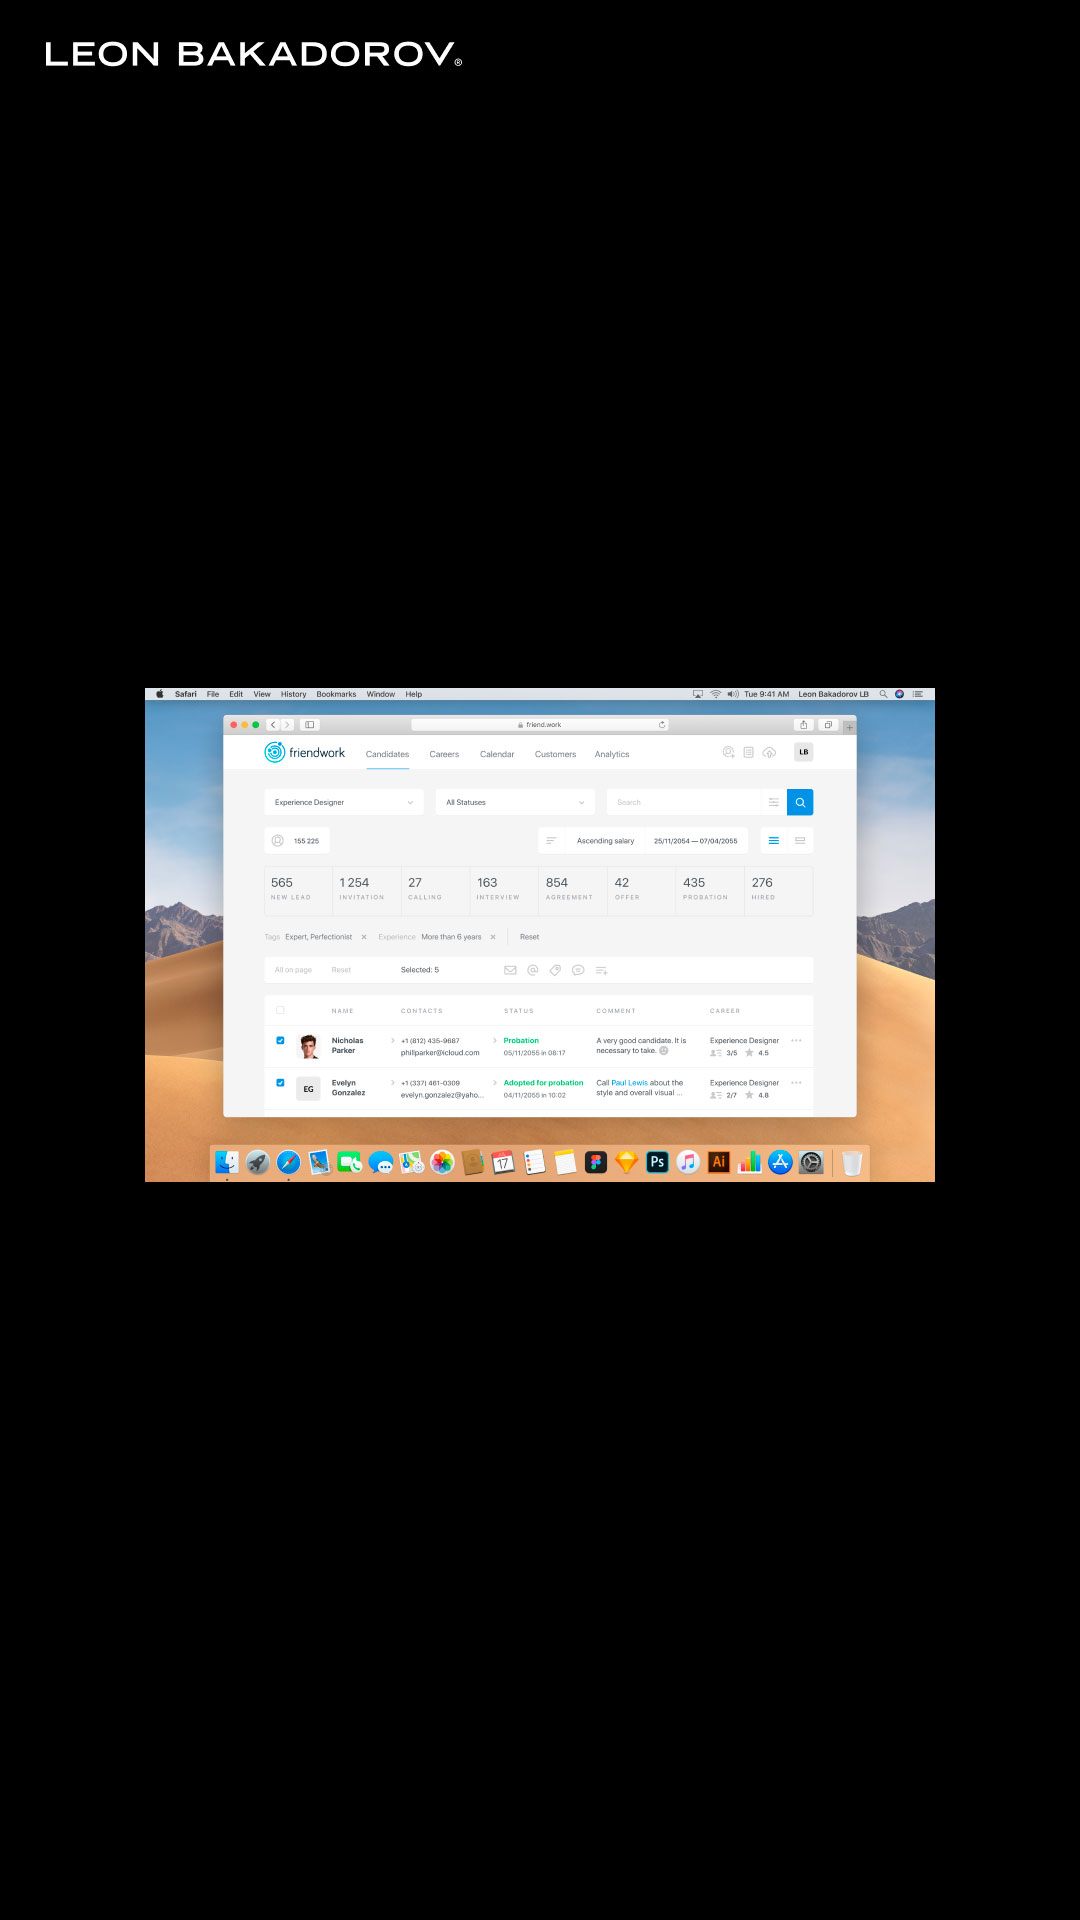 LEON BAKADOROV®
Safari File Edit View History Bookmarks Window Help Tue 9:41 AM Leon Bakadorov LB
friend.work
friendwork Candidates Careers Calendar Customers Analytics LB
Experience Designer All Statuses Search
155 225 Ascending salary 25/11/2054 — 07/04/2055
565 1 254 27 163 854 42 435 276
NEW LEAD INVITATION CALLING INTERVIEW AGREEMENT OFFER PROBATION HIRED
Tags Expert, Perfectionist Experience More than 6 years Reset
All on page Reset Selected: 5
NAME CONTACTS STATUS COMMENT CAREER
Nicholas +1 (812) 435-9687 Probation A very good candidate. It is Experience Designer
Parker phillparker@icloud.com 05/11/2055 in 08:17 necessary to take. 3/5 4.5
EG Evelyn +1 (337) 461-0309 Adopted for probation Call Paul Lewis about the Experience Designer
Gonzalez evelyn.gonzalez@yaho... 04/11/2055 in 10:02 style and overall visual ... 2/7 4.8
17 Ps Ai